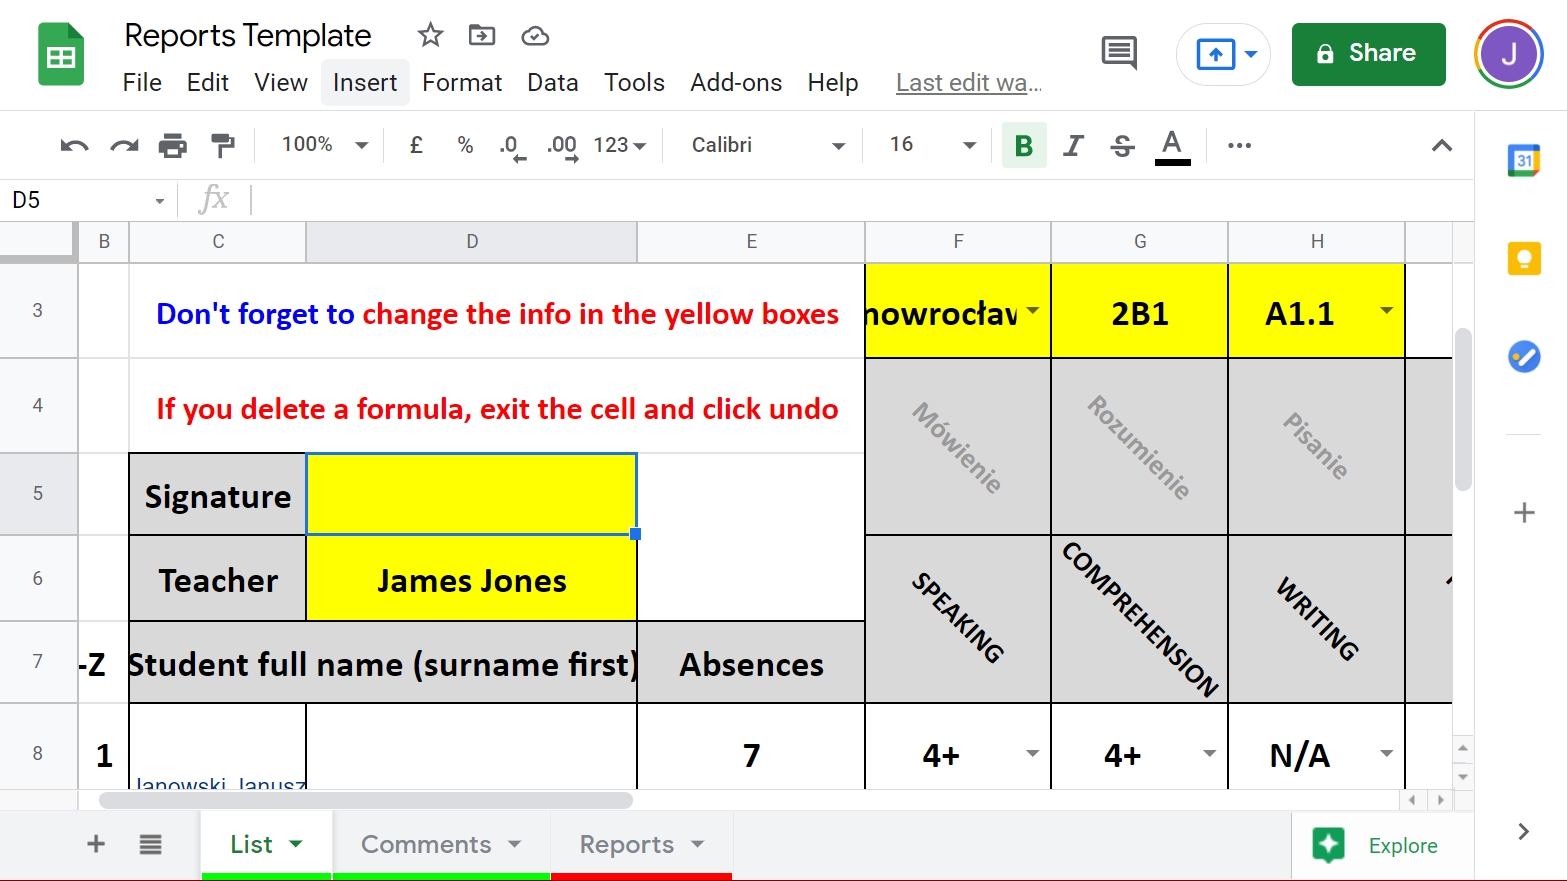 Reports Template
File Edit View Insert Format Data Tools Add-ons Help Last edit wa...
Share
J
100% £ % .0 .00 123 Calibri 16 B I S A
D5 fx
31
B C D E F G H
3 Don't forget to change the info in the yellow boxes nowrocław 2B1 A1.1
4 If you delete a formula, exit the cell and click undo Mówienie Rozumienie Pisanie
5 Signature
6 Teacher James Jones SPEAKING COMPREHENSION WRITING
7 -Z Student full name (surname first) Absences
8 1 7 4+ 4+ N/A
Janowski Janusz
List Comments Reports Explore